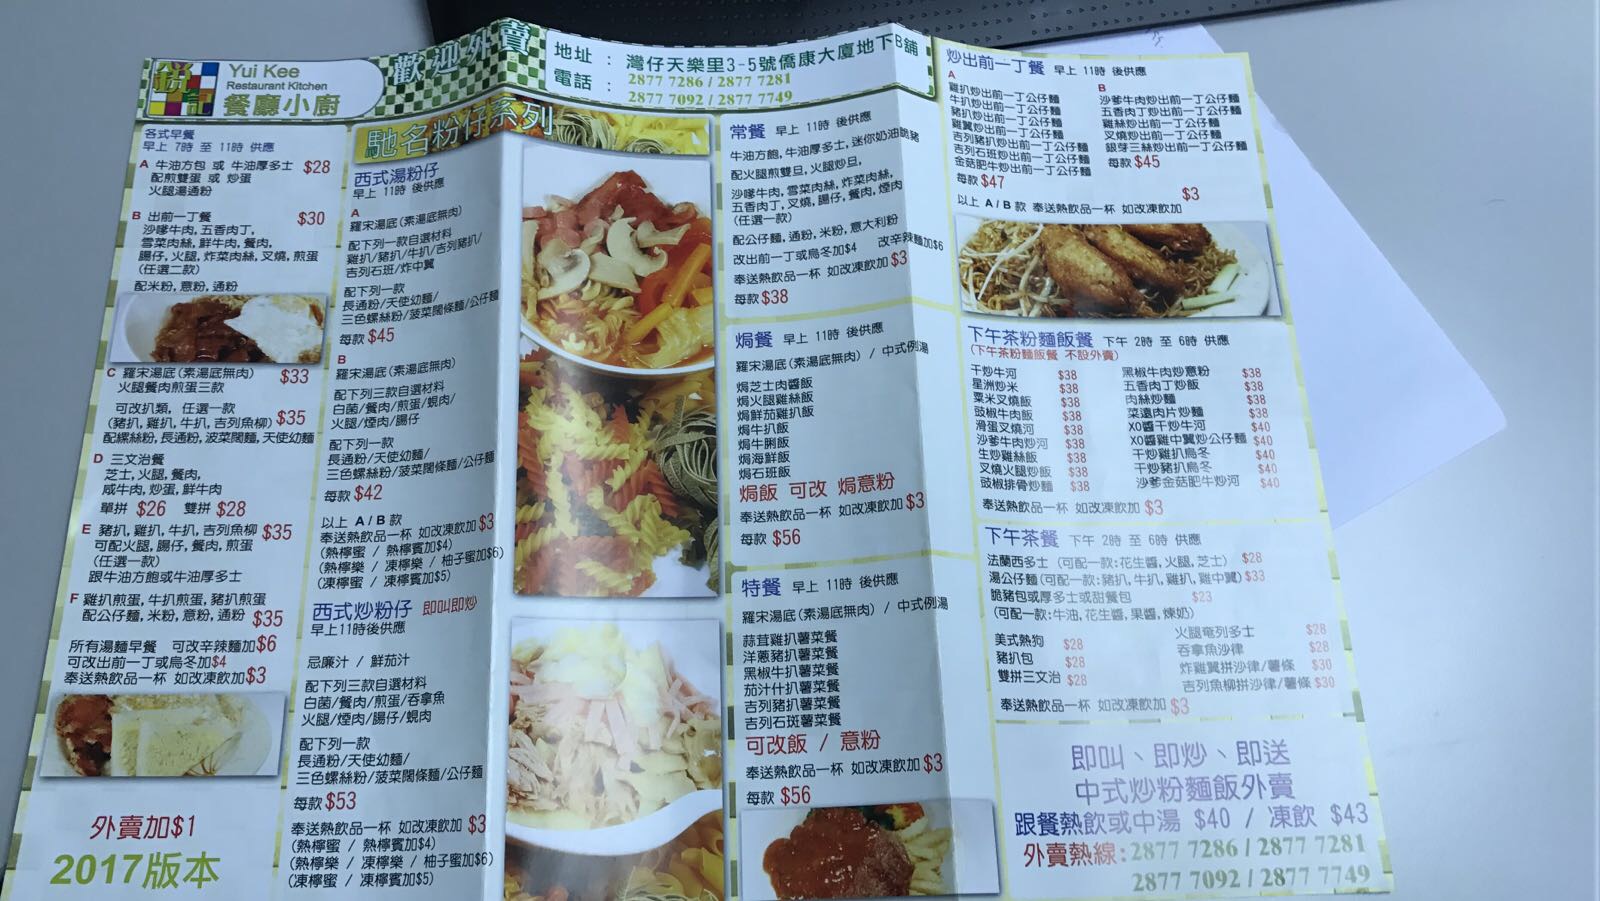 銳記
Yui Kee
Restaurant Kitchen
餐廳小廚
歡迎外賣
地址 : 灣仔天樂里3-5號僑康大廈地下B舖
電話 : 2877 7286 / 2877 7281
2877 7092 / 2877 7749
各式早餐
早上 7時 至 11時 供應
A 牛油方包 或 牛油厚多士 $28
配煎雙蛋 或 炒蛋
火腿湯通粉
B 出前一丁餐 $30
沙嗲牛肉, 五香肉丁,
雪菜肉絲, 鮮牛肉, 餐肉,
腸仔, 火腿, 炸菜肉絲, 叉燒, 煎蛋
(任選二款)
配米粉, 意粉, 通粉
C 羅宋湯底(素湯底無肉) $33
火腿餐肉煎蛋三款
可改扒類, 任選一款 $35
(豬扒, 雞扒, 牛扒, 吉列魚柳)
配縲絲粉, 長通粉, 波菜闊麵, 天使幼麵
D 三文治餐
芝士, 火腿, 餐肉,
咸牛肉, 炒蛋, 鮮牛肉
單拼 $26 雙拼 $28
E 豬扒, 雞扒, 牛扒, 吉列魚柳 $35
可配火腿, 腸仔, 餐肉, 煎蛋
(任選一款)
跟牛油方飽或牛油厚多士
F 雞扒煎蛋, 牛扒煎蛋, 豬扒煎蛋
配公仔麵, 米粉, 意粉, 通粉 $35
所有湯麵早餐 可改辛辣麵加$6
可改出前一丁或烏冬加$4
奉送熱飲品一杯 如改凍飲加$3
外賣加$1
2017版本
馳名粉仔系列
西式湯粉仔
早上 11時 後供應
A
羅宋湯底(素湯底無肉)
配下列一款自選材料
雞扒/豬扒/牛扒/吉列豬扒/
吉列石班/炸中翼
配下列一款
長通粉/天使幼麵/
三色螺絲粉/菠菜闊條麵/公仔麵
每款 $45
B
羅宋湯底(素湯底無肉)
配下列三款自選材料
白菌/餐肉/煎蛋/蜆肉/
火腿/煙肉/腸仔
配下列一款
長通粉/天使幼麵/
三色螺絲粉/菠菜闊條麵/公仔麵
每款 $42
以上 A / B 款
奉送熱飲品一杯 如改凍飲加 $3
(熱檸蜜 / 熱檸賓加$4)
(熱檸樂 / 凍檸樂 / 柚子蜜加$6)
(凍檸蜜 / 凍檸賓加$5)
西式炒粉仔 即叫即炒
早上11時後供應
忌廉汁 / 鮮茄汁
配下列三款自選材料
白菌/餐肉/煎蛋/吞拿魚
火腿/煙肉/腸仔/蜆肉
配下列一款
長通粉/天使幼麵/
三色螺絲粉/菠菜闊條麵/公仔麵
每款 $53
奉送熱飲品一杯 如改凍飲加 $3
(熱檸蜜 / 熱檸賓加$4)
(熱檸樂 / 凍檸樂 / 柚子蜜加$6)
(凍檸蜜 / 凍檸賓加$5)
常餐 早上 11時 後供應
牛油方飽, 牛油厚多士, 迷你奶油脆豬
配火腿煎雙旦, 火腿炒旦,
沙嗲牛肉, 雪菜肉絲, 炸菜肉絲,
五香肉丁, 叉燒, 腸仔, 餐肉, 煙肉
(任選一款)
配公仔麵, 通粉, 米粉, 意大利粉
改出前一丁或烏冬加$4 改辛辣麵加$6
奉送熱飲品一杯 如改凍飲加 $3
每款 $38
焗餐 早上 11時 後供應
羅宋湯底(素湯底無肉) / 中式例湯
焗芝士肉醬飯
焗火腿雞絲飯
焗鮮茄雞扒飯
焗牛扒飯
焗牛脷飯
焗海鮮飯
焗石班飯
焗飯 可改 焗意粉
奉送熱飲品一杯 如改凍飲加 $3
每款 $56
特餐 早上 11時 後供應
羅宋湯底(素湯底無肉) / 中式例湯
蒜茸雞扒薯菜餐
洋蔥豬扒薯菜餐
黑椒牛扒薯菜餐
茄汁什扒薯菜餐
吉列豬扒薯菜餐
吉列石斑薯菜餐
可改飯 / 意粉
奉送熱飲品一杯 如改凍飲加 $3
每款 $56
炒出前一丁餐 早上 11時 後供應
A
雞扒炒出前一丁公仔麵
牛扒炒出前一丁公仔麵
豬扒炒出前一丁公仔麵
雞翼炒出前一丁公仔麵
吉列豬扒炒出前一丁公仔麵
吉列石班炒出前一丁公仔麵
金菇肥牛炒出前一丁公仔麵
每款 $47
B
沙爹牛肉炒出前一丁公仔麵
五香肉丁炒出前一丁公仔麵
雞絲炒出前一丁公仔麵
叉燒炒出前一丁公仔麵
銀芽三絲炒出前一丁公仔麵
每款 $45
以上 A / B 款 奉送熱飲品一杯 如改凍飲加 $3
下午茶粉麵飯餐 下午 2時 至 6時 供應
(下午茶粉麵飯餐 不設外賣)
干炒牛河 $38
星洲炒米 $38
粟米叉燒飯 $38
豉椒牛肉飯 $38
滑蛋叉燒河 $38
沙爹牛肉炒河 $38
生炒雞絲飯 $38
叉燒火腿炒飯 $38
豉椒排骨炒麵 $38
黑椒牛肉炒意粉 $38
五香肉丁炒飯 $38
肉絲炒麵 $38
菜遠肉片炒麵 $38
XO醬干炒牛河 $40
XO醬雞中翼炒公仔麵 $40
干炒雞扒烏冬 $40
干炒豬扒烏冬 $40
沙爹金菇肥牛炒河 $40
奉送熱飲品一杯 如改凍飲加 $3
下午茶餐 下午 2時 至 6時 供應
法蘭西多士 (可配一款:花生醬, 火腿, 芝士) $28
湯公仔麵(可配一款:豬扒, 牛扒, 雞扒, 雞中翼) $33
脆豬包或厚多士或甜餐包 $23
(可配一款:牛油, 花生醬, 果醬, 煉奶)
美式熱狗 $28
豬扒包 $28
雙拼三文治 $28
火腿奄列多士 $28
吞拿魚沙律 $28
炸雞翼拼沙律/薯條 $30
吉列魚柳拼沙律/薯條 $30
奉送熱飲品一杯 如改凍飲加 $3
即叫、即炒、即送
中式炒粉麵飯外賣
跟餐熱飲或中湯 $40 / 凍飲 $43
外賣熱線: 2877 7286 / 2877 7281
2877 7092 / 2877 7749